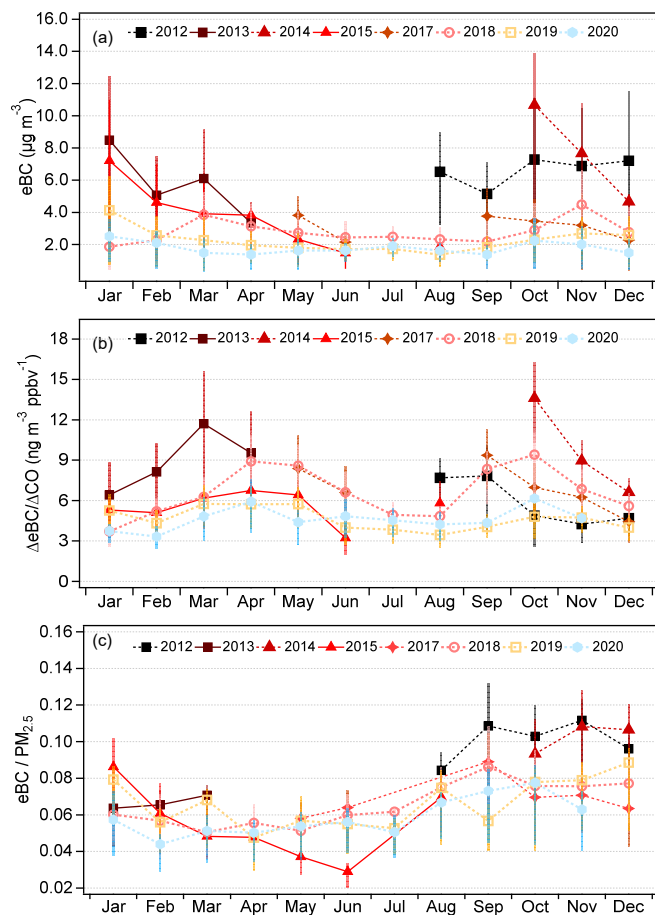 (a)
2012 2013 2014 2015 2017 2018 2019 2020
16.0
14.0
12.0
10.0
8.0
6.0
4.0
2.0
eBC (µg m⁻³)
Jan Feb Mar Apr May Jun Jul Aug Sep Oct Nov Dec
(b)
2012 2013 2014 2015 2017 2018 2019 2020
18
15
12
9
6
3
0
ΔeBC/ΔCO (ng m⁻³ ppbv⁻¹)
Jan Feb Mar Apr May Jun Jul Aug Sep Oct Nov Dec
(c)
2012 2013 2014 2015 2017 2018 2019 2020
0.16
0.14
0.12
0.10
0.08
0.06
0.04
0.02
eBC / PM₂.₅
Jan Feb Mar Apr May Jun Jul Aug Sep Oct Nov Dec